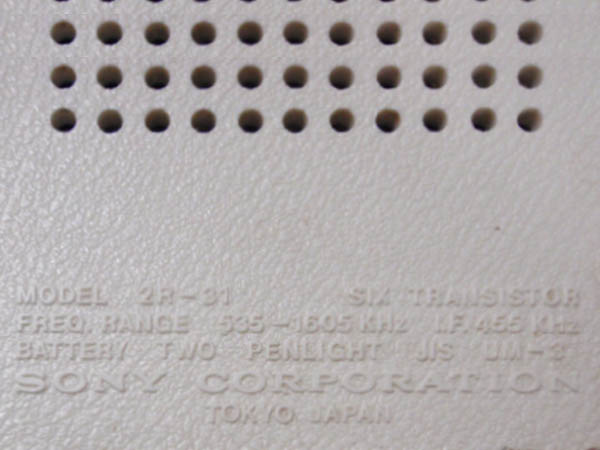 MODEL 2R-31 SIX TRANSISTOR
FREQ. RANGE 535-1605 KHz I.F. 455 KHz
BATTERY TWO PENLIGHT JIS UM-3
SONY CORPORATION
TOKYO JAPAN